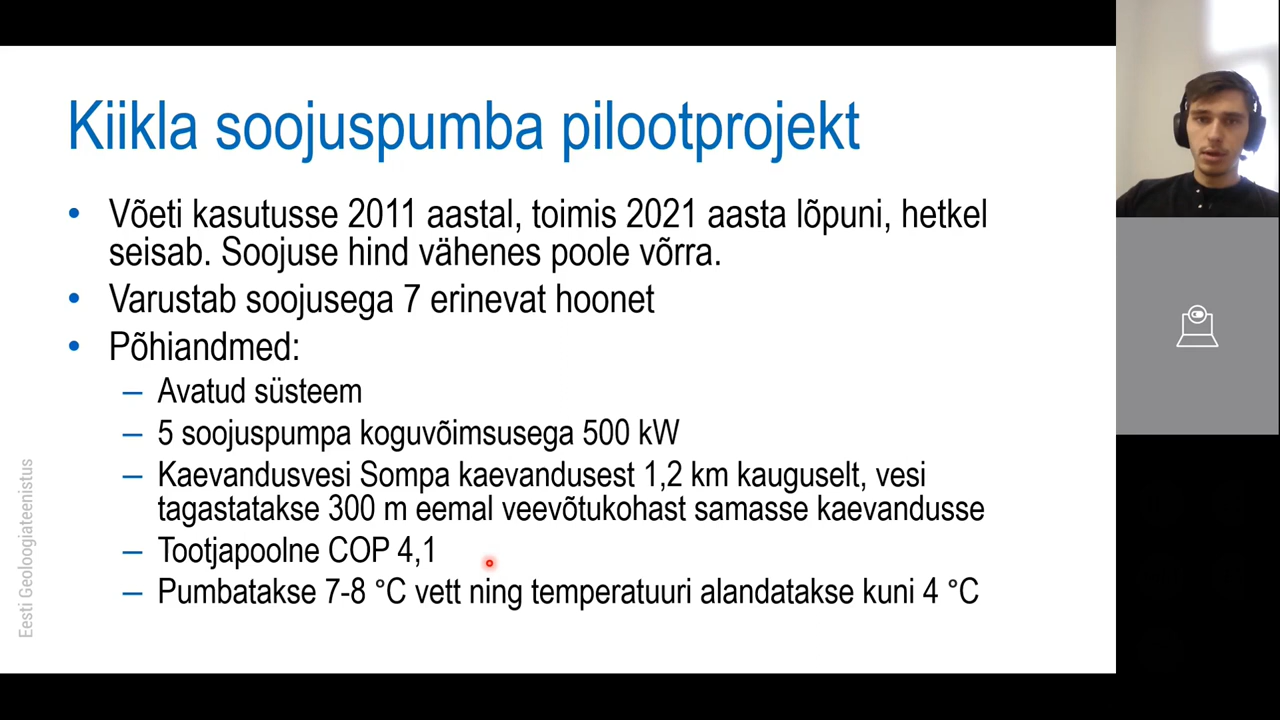 Kiikla soojuspumba pilootprojekt
• Võeti kasutusse 2011 aastal, toimis 2021 aasta lõpuni, hetkel
seisab. Soojuse hind vähenes poole võrra.
• Varustab soojusega 7 erinevat hoonet
• Põhiandmed:
– Avatud süsteem
– 5 soojuspumpa koguvõimsusega 500 kW
– Kaevandusvesi Sompa kaevandusest 1,2 km kauguselt, vesi
tagastatakse 300 m eemal veevõtukohast samasse kaevandusse
– Tootjapoolne COP 4,1
– Pumbatakse 7-8 °C vett ning temperatuuri alandatakse kuni 4 °C
Eesti Geoloogiateenistus